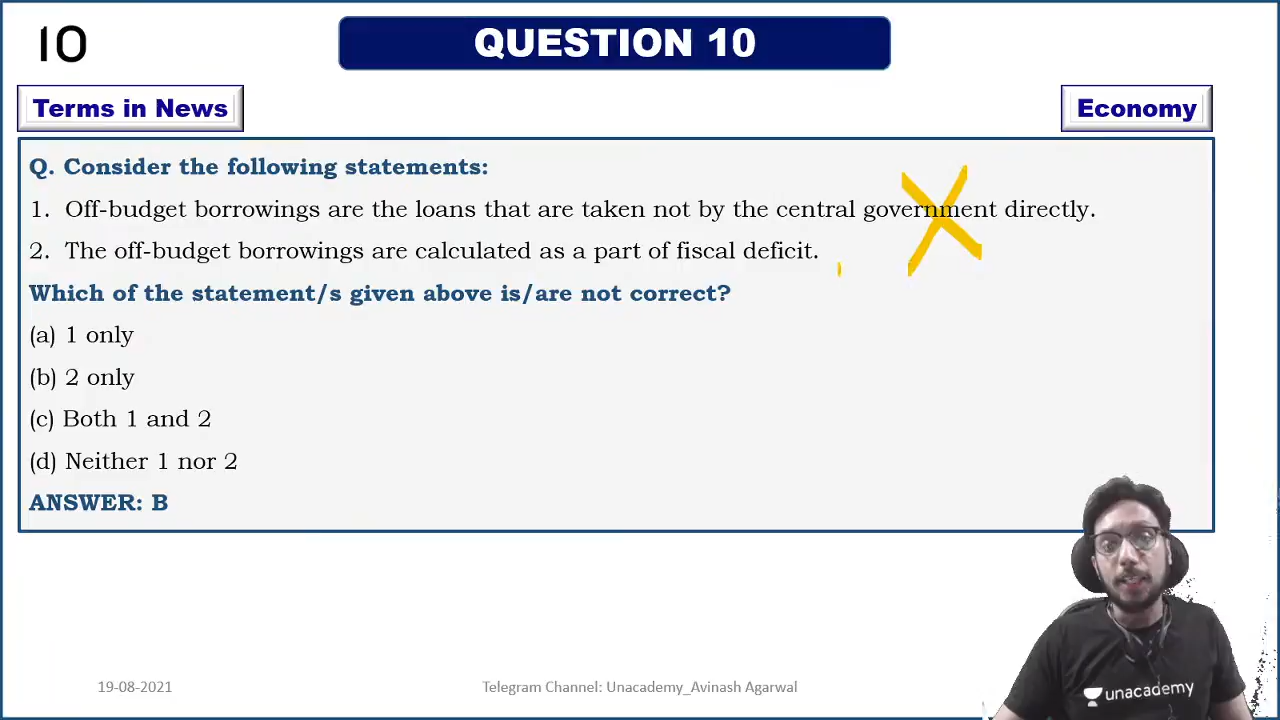 10
QUESTION 10
Terms in News
Economy
Q. Consider the following statements:
1. Off-budget borrowings are the loans that are taken not by the central government directly.
2. The off-budget borrowings are calculated as a part of fiscal deficit.
Which of the statement/s given above is/are not correct?
(a) 1 only
(b) 2 only
(c) Both 1 and 2
(d) Neither 1 nor 2
ANSWER: B
unacademy
19-08-2021
Telegram Channel: Unacademy_Avinash Agarwal